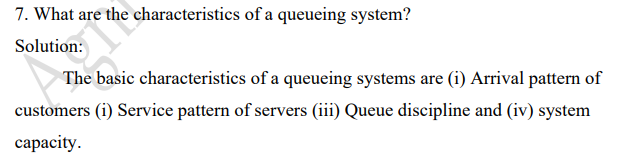 7. What are the characteristics of a queueing system?
Solution:
The basic characteristics of a queueing systems are (i) Arrival pattern of
customers (i) Service pattern of servers (iii) Queue discipline and (iv) system
capacity.